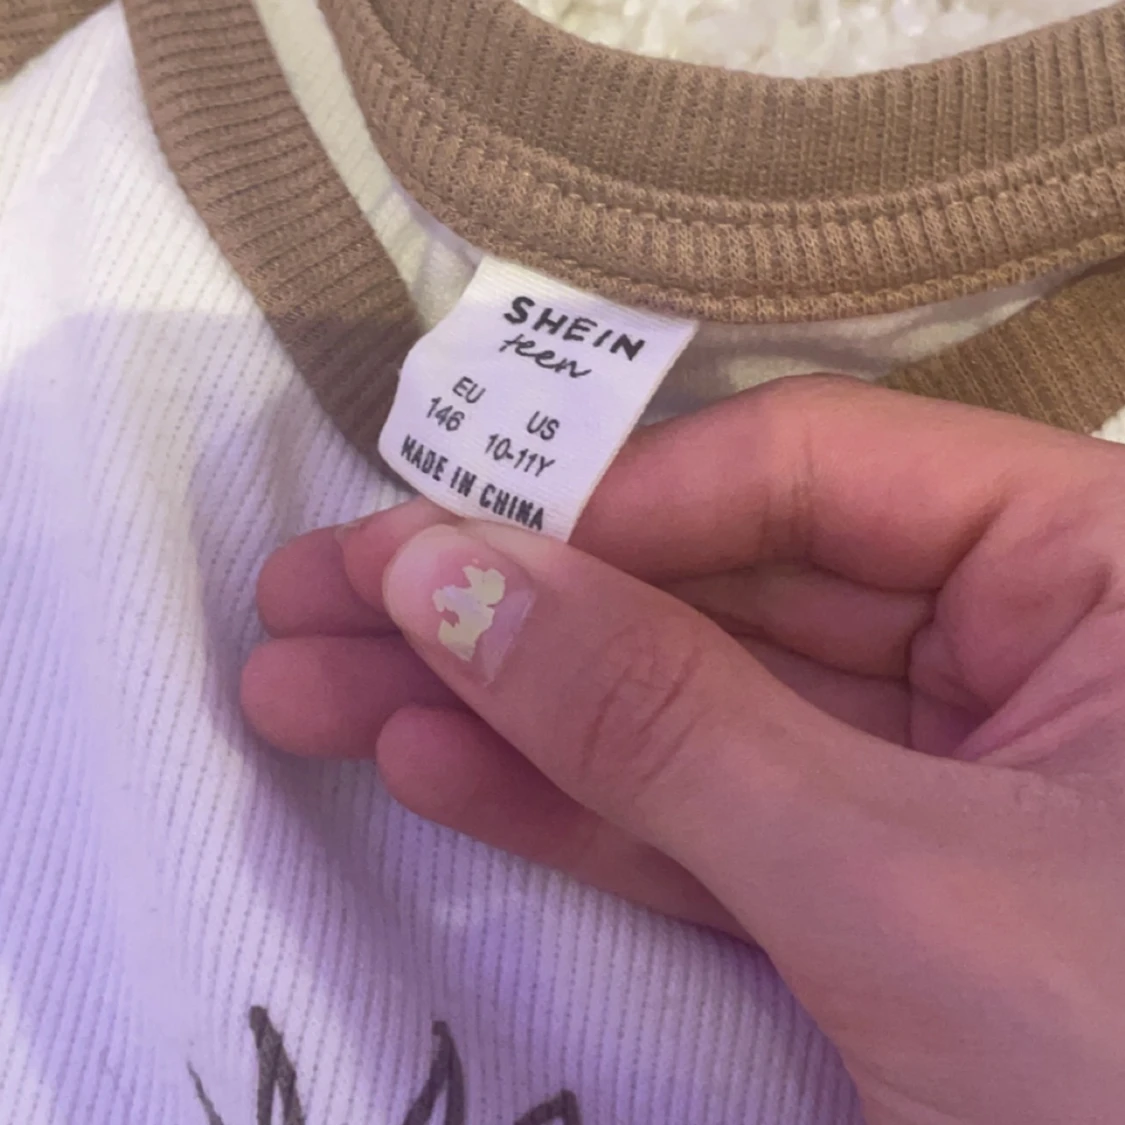 SHEIN
teen
EU US
146 10-11Y
MADE IN CHINA